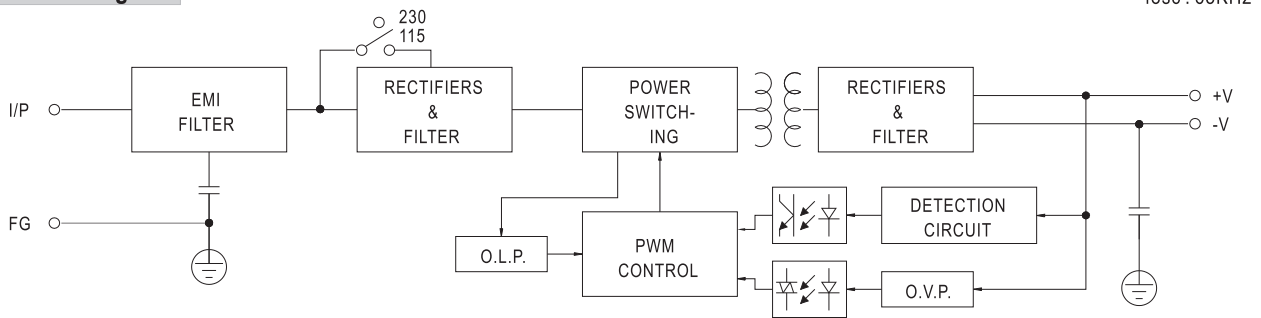 230
115
I/P
EMI
FILTER
RECTIFIERS
&
FILTER
POWER
SWITCH-
ING
RECTIFIERS
&
FILTER
+V
-V
FG
O.L.P.
PWM
CONTROL
DETECTION
CIRCUIT
O.V.P.